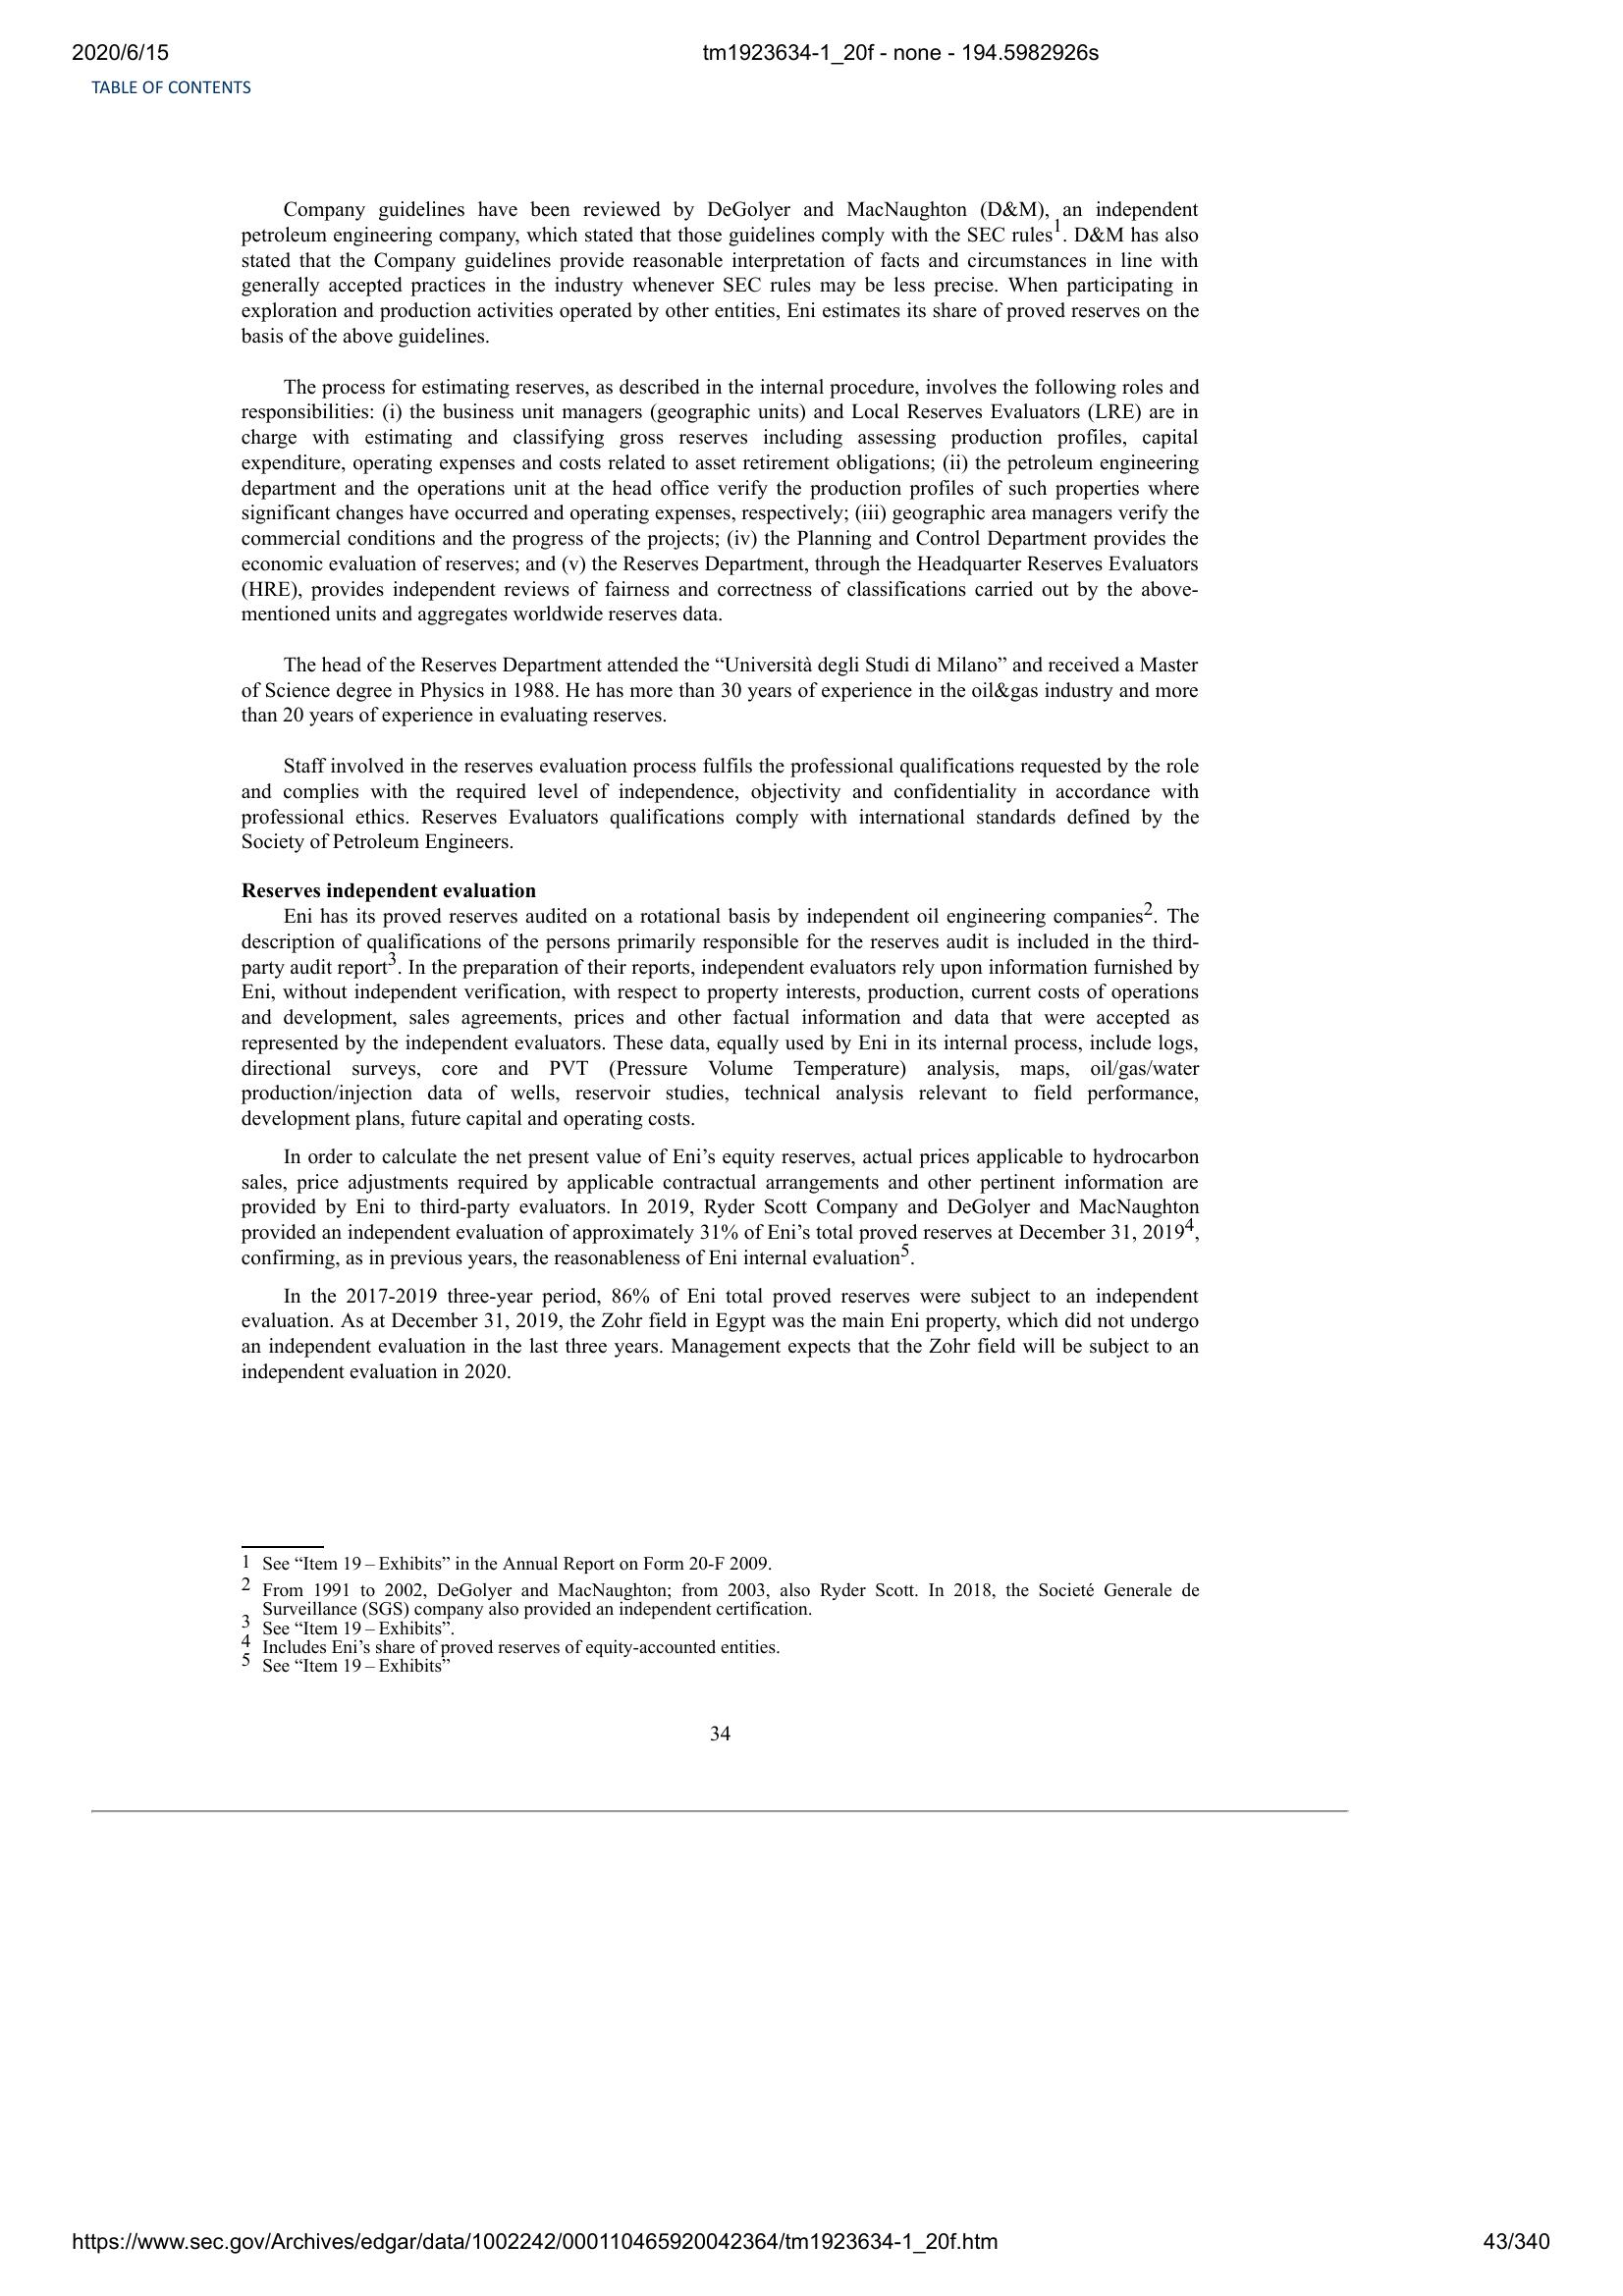 2020/6/15
tm1923634-1_20f - none - 194.5982926s
TABLE OF CONTENTS
Company guidelines have been reviewed by DeGolyer and MacNaughton (D&M), an independent
petroleum engineering company, which stated that those guidelines comply with the SEC rules1. D&M has also
stated that the Company guidelines provide reasonable interpretation of facts and circumstances in line with
generally accepted practices in the industry whenever SEC rules may be less precise. When participating in
exploration and production activities operated by other entities, Eni estimates its share of proved reserves on the
basis of the above guidelines.
The process for estimating reserves, as described in the internal procedure, involves the following roles and
responsibilities: (i) the business unit managers (geographic units) and Local Reserves Evaluators (LRE) are in
charge with estimating and classifying gross reserves including assessing production profiles, capital
expenditure, operating expenses and costs related to asset retirement obligations; (ii) the petroleum engineering
department and the operations unit at the head office verify the production profiles of such properties where
significant changes have occurred and operating expenses, respectively; (iii) geographic area managers verify the
commercial conditions and the progress of the projects; (iv) the Planning and Control Department provides the
economic evaluation of reserves; and (v) the Reserves Department, through the Headquarter Reserves Evaluators
(HRE), provides independent reviews of fairness and correctness of classifications carried out by the above-
mentioned units and aggregates worldwide reserves data.
The head of the Reserves Department attended the “Università degli Studi di Milano” and received a Master
of Science degree in Physics in 1988. He has more than 30 years of experience in the oil&gas industry and more
than 20 years of experience in evaluating reserves.
Staff involved in the reserves evaluation process fulfils the professional qualifications requested by the role
and complies with the required level of independence, objectivity and confidentiality in accordance with
professional ethics. Reserves Evaluators qualifications comply with international standards defined by the
Society of Petroleum Engineers.
Reserves independent evaluation
Eni has its proved reserves audited on a rotational basis by independent oil engineering companies2. The
description of qualifications of the persons primarily responsible for the reserves audit is included in the third-
party audit report3. In the preparation of their reports, independent evaluators rely upon information furnished by
Eni, without independent verification, with respect to property interests, production, current costs of operations
and development, sales agreements, prices and other factual information and data that were accepted as
represented by the independent evaluators. These data, equally used by Eni in its internal process, include logs,
directional surveys, core and PVT (Pressure Volume Temperature) analysis, maps, oil/gas/water
production/injection data of wells, reservoir studies, technical analysis relevant to field performance,
development plans, future capital and operating costs.
In order to calculate the net present value of Eni’s equity reserves, actual prices applicable to hydrocarbon
sales, price adjustments required by applicable contractual arrangements and other pertinent information are
provided by Eni to third-party evaluators. In 2019, Ryder Scott Company and DeGolyer and MacNaughton
provided an independent evaluation of approximately 31% of Eni’s total proved reserves at December 31, 20194,
confirming, as in previous years, the reasonableness of Eni internal evaluation5.
In the 2017-2019 three-year period, 86% of Eni total proved reserves were subject to an independent
evaluation. As at December 31, 2019, the Zohr field in Egypt was the main Eni property, which did not undergo
an independent evaluation in the last three years. Management expects that the Zohr field will be subject to an
independent evaluation in 2020.
1 See “Item 19 – Exhibits” in the Annual Report on Form 20-F 2009.
2 From 1991 to 2002, DeGolyer and MacNaughton; from 2003, also Ryder Scott. In 2018, the Societé Generale de
Surveillance (SGS) company also provided an independent certification.
3 See “Item 19 – Exhibits”.
4 Includes Eni’s share of proved reserves of equity-accounted entities.
5 See “Item 19 – Exhibits”
34
https://www.sec.gov/Archives/edgar/data/1002242/000110465920042364/tm1923634-1_20f.htm
43/340